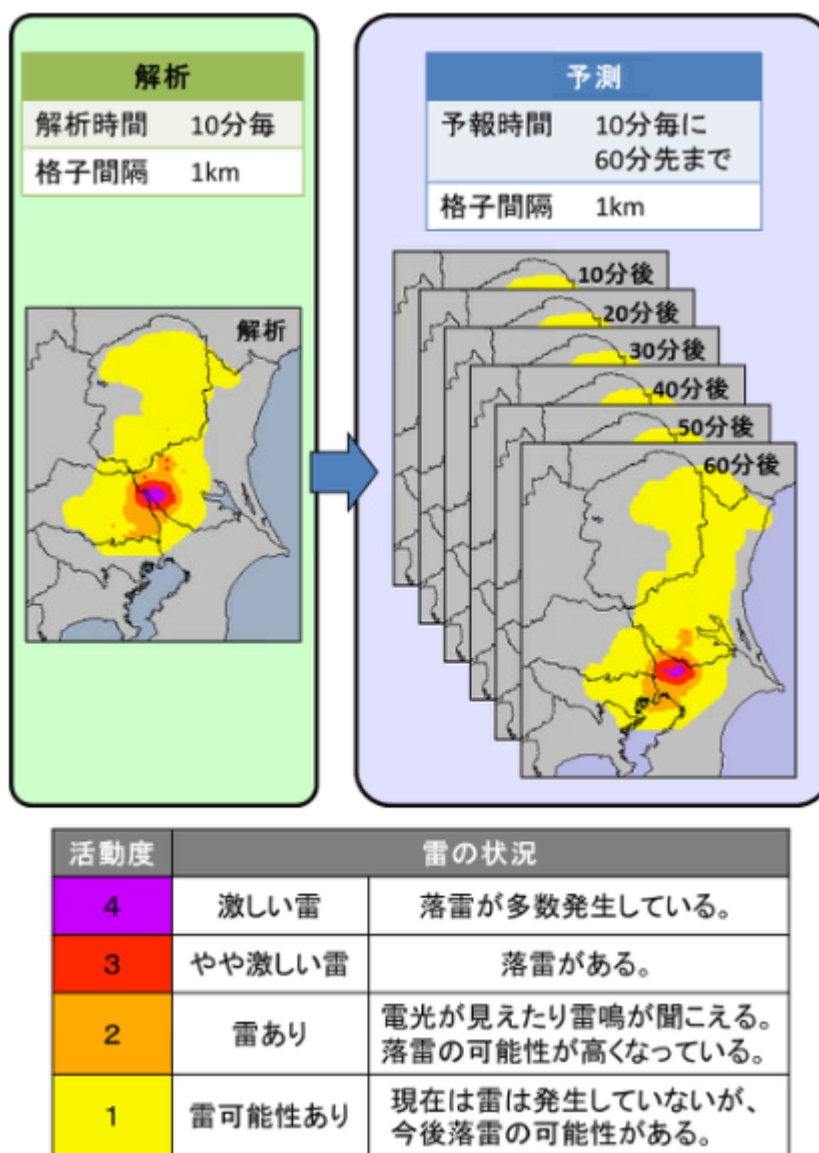 解析
解析時間 10分毎
格子間隔 1km
解析
予測
予報時間 10分毎に
60分先まで
格子間隔 1km
10分後
20分後
30分後
40分後
50分後
60分後
活動度 雷の状況
4 激しい雷 落雷が多数発生している。
3 やや激しい雷 落雷がある。
2 雷あり 電光が見えたり雷鳴が聞こえる。
落雷の可能性が高くなっている。
1 雷可能性あり 現在は雷は発生していないが、
今後落雷の可能性がある。